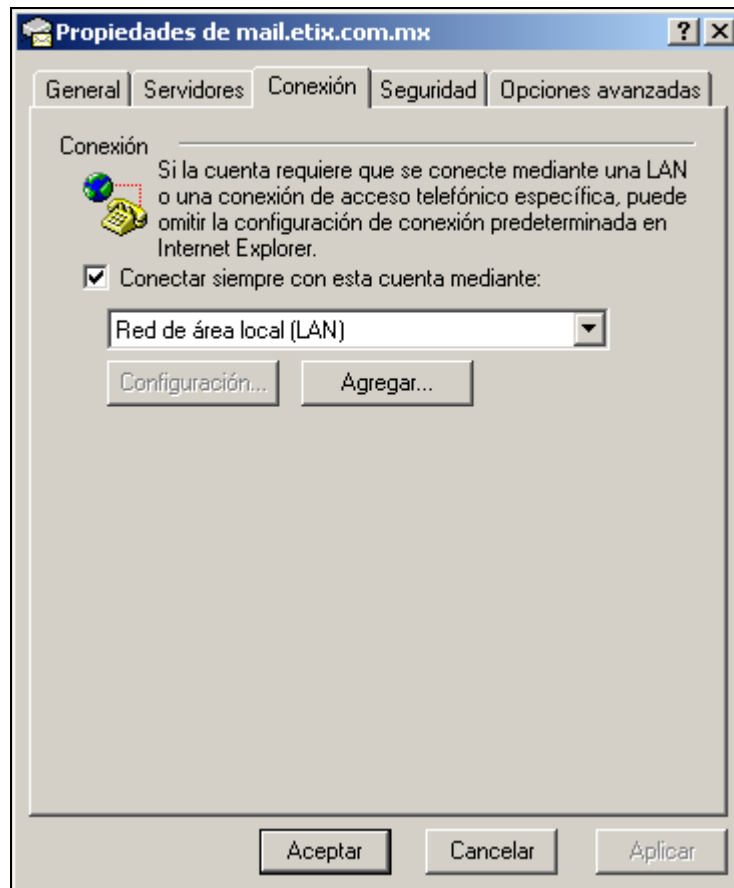 Propiedades de mail.etix.com.mx
General Servidores Conexión Seguridad Opciones avanzadas
Conexión
Si la cuenta requiere que se conecte mediante una LAN
o una conexión de acceso telefónico específica, puede
omitir la configuración de conexión predeterminada en
Internet Explorer.
Conectar siempre con esta cuenta mediante:
Red de área local (LAN)
Configuración... Agregar...
Aceptar Cancelar Aplicar